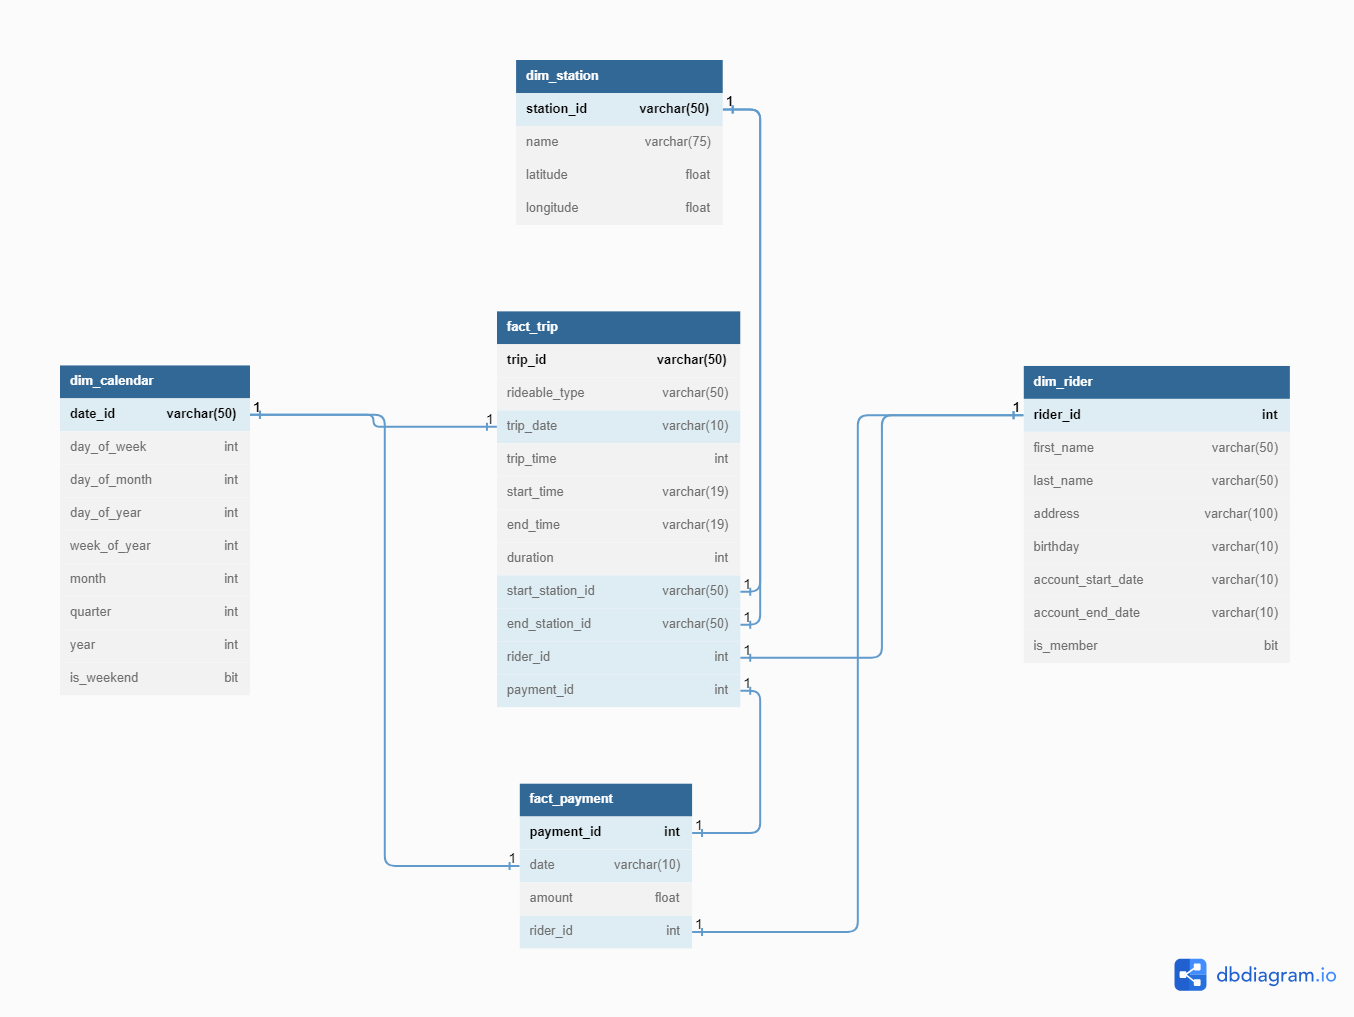 dim_station
station_id varchar(50) 1
name varchar(75)
latitude float
longitude float
fact_trip
trip_id varchar(50)
rideable_type varchar(50)
1 trip_date varchar(10)
trip_time int
start_time varchar(19)
end_time varchar(19)
duration int
start_station_id varchar(50) 1
end_station_id varchar(50) 1
rider_id int 1
payment_id int 1
dim_calendar
date_id varchar(50) 1
day_of_week int
day_of_month int
day_of_year int
week_of_year int
month int
quarter int
year int
is_weekend bit
dim_rider
1 rider_id int
first_name varchar(50)
last_name varchar(50)
address varchar(100)
birthday varchar(10)
account_start_date varchar(10)
account_end_date varchar(10)
is_member bit
fact_payment
payment_id int 1
1 date varchar(10)
amount float
rider_id int 1
dbdiagram.io